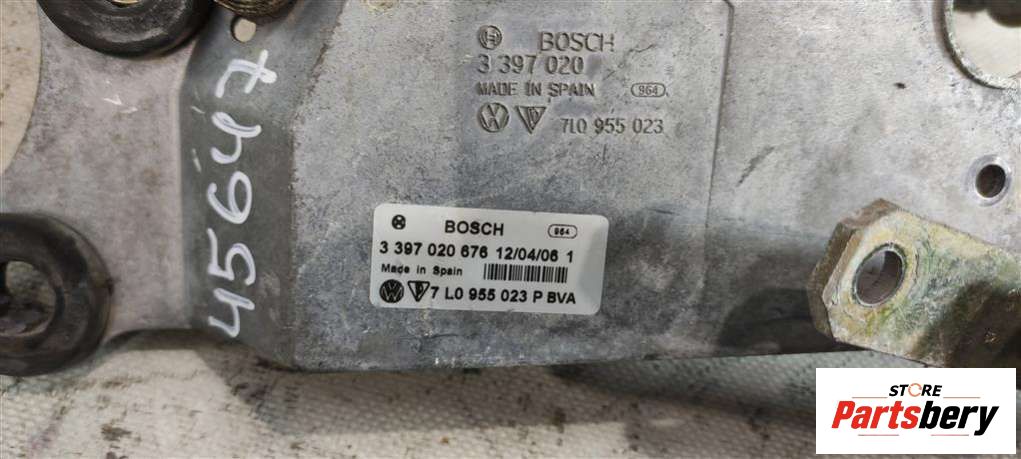 45647
BOSCH
3 397 020
MADE IN SPAIN 964
7L0 955 023
BOSCH 964
3 397 020 676 12/04/06 1
Made in Spain
7 L0 955 023 P BVA
STORE
Partsbery